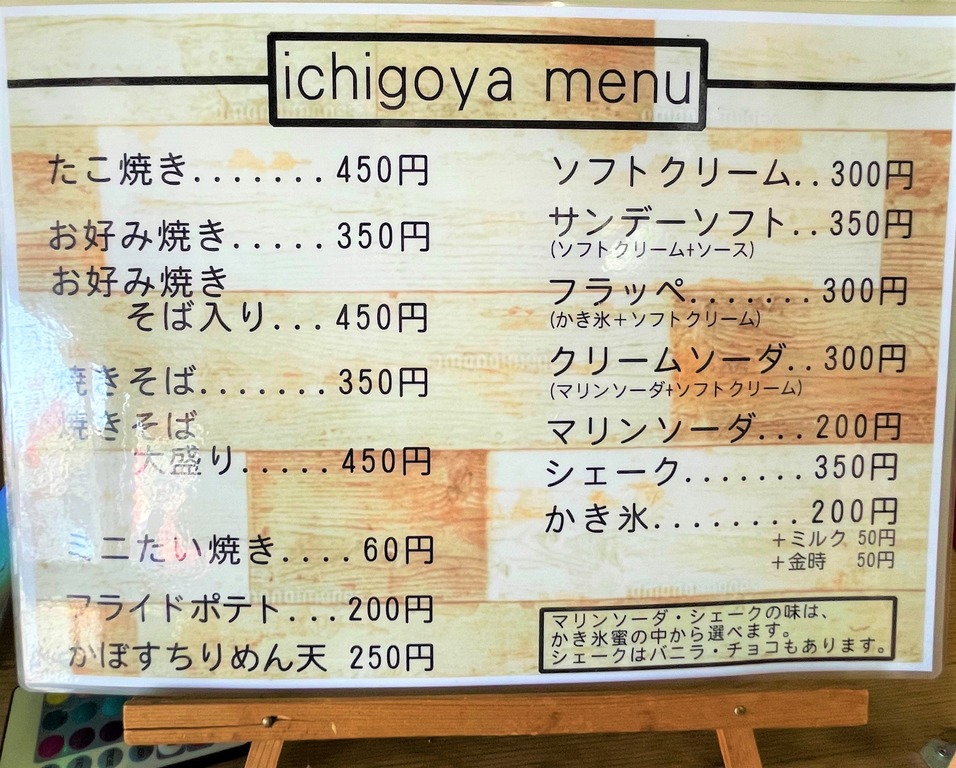 ichigoya menu
たこ焼き.......450円
お好み焼き.....350円
お好み焼き
そば入り...450円
焼きそば.......350円
焼きそば
大盛り.....450円
ミニたい焼き....60円
フライドポテト...200円
かぼすちりめん天 250円
ソフトクリーム..300円
サンデーソフト..350円
(ソフトクリーム+ソース)
フラッペ.......300円
(かき氷+ソフトクリーム)
クリームソーダ..300円
(マリンソーダ+ソフトクリーム)
マリンソーダ...200円
シェーク.......350円
かき氷........200円
+ミルク 50円
+金時 50円
マリンソーダ・シェークの味は、
かき氷蜜の中から選べます。
シェークはバニラ・チョコもあります。